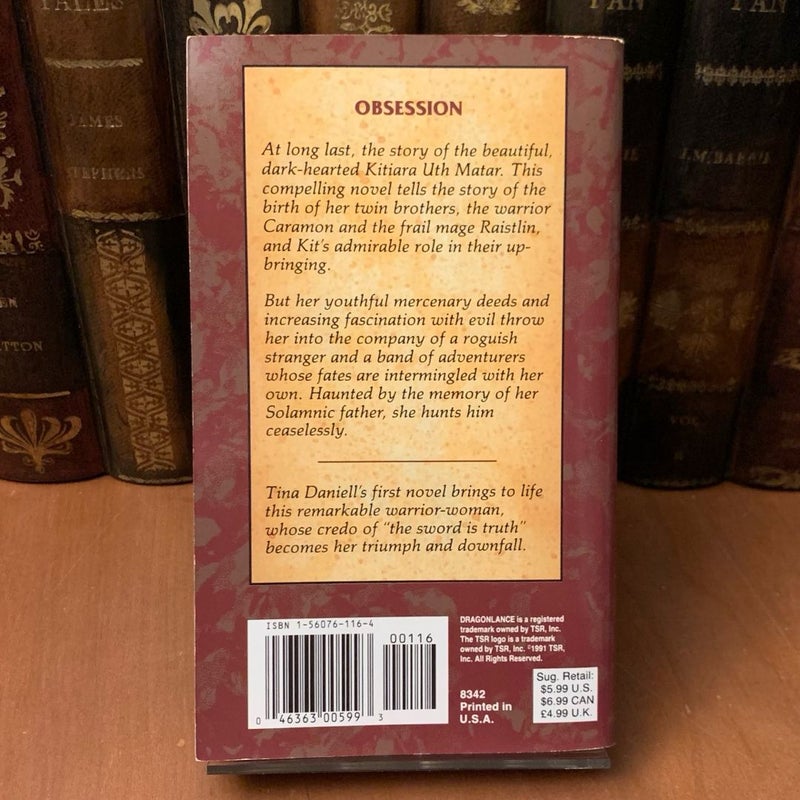 TALES
JAMES
STEPHENS
PAN
J.M. BARRIE
VOL
OBSESSION
At long last, the story of the beautiful,
dark-hearted Kitiara Uth Matar. This
compelling novel tells the story of the
birth of her twin brothers, the warrior
Caramon and the frail mage Raistlin,
and Kit's admirable role in their up-
bringing.
But her youthful mercenary deeds and
increasing fascination with evil throw
her into the company of a roguish
stranger and a band of adventurers
whose fates are intermingled with her
own. Haunted by the memory of her
Solamnic father, she hunts him
ceaselessly.
Tina Daniell's first novel brings to life
this remarkable warrior-woman,
whose credo of "the sword is truth"
becomes her triumph and downfall.
ISBN 1-56076-116-4
00116
0 46363 00599 3
DRAGONLANCE is a registered
trademark owned by TSR, Inc.
The TSR logo is a trademark
owned by TSR, Inc. ©1991 TSR,
Inc. All Rights Reserved.
8342
Printed in
U.S.A.
Sug. Retail:
$5.99 U.S.
$6.99 CAN
£4.99 U.K.